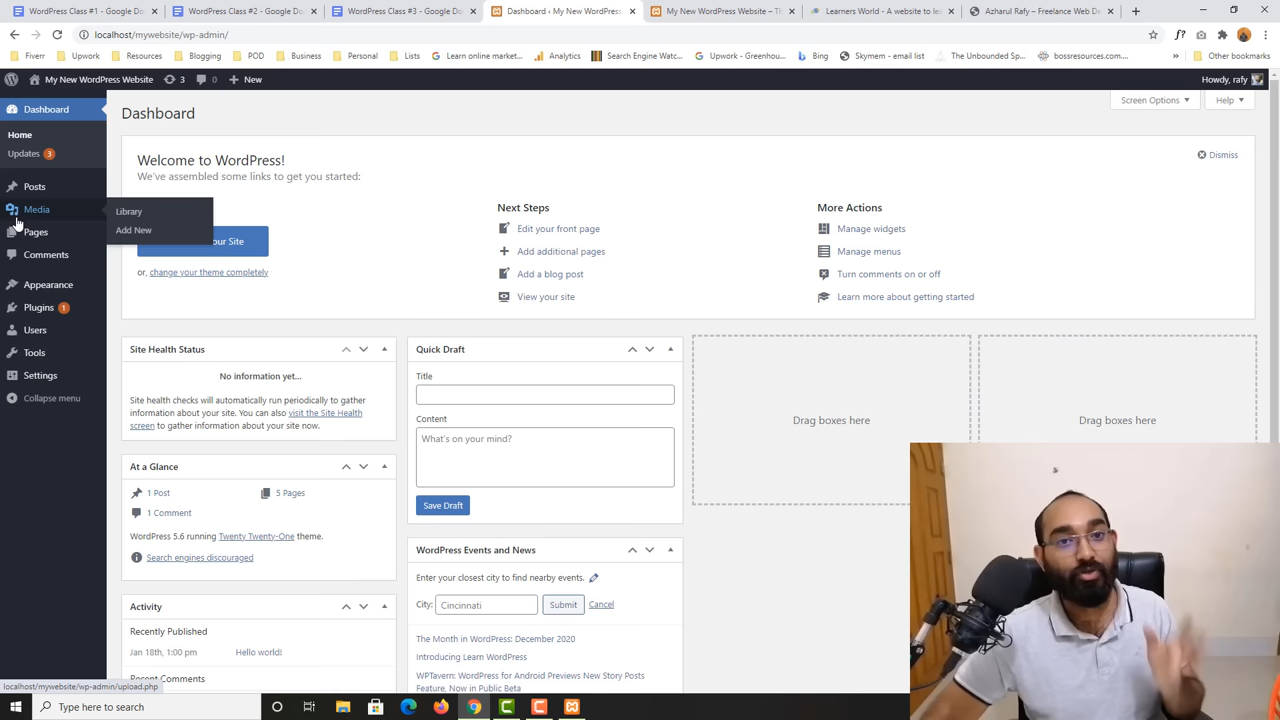 WordPress Class #1 - Google Do
WordPress Class #2 - Google Do
WordPress Class #3 - Google Do
Dashboard ‹ My New WordPress
My New WordPress Website – Th
Learners World - A website to le
Azharul Rafy – Freelance Web De
localhost/mywebsite/wp-admin/
Fiverr
Upwork
Resources
Blogging
POD
Business
Personal
Lists
Learn online market...
Analytics
Search Engine Watc...
Upwork - Greenhou...
Bing
Skymem - email list
The Unbounded Sp...
bossresources.com...
Other bookmarks
My New WordPress Website
3
0
New
Howdy, rafy
Dashboard
Home
Updates 3
Posts
Media
Library
Add New
Pages
Comments
Appearance
Plugins 1
Users
Tools
Settings
Collapse menu
Dashboard
Screen Options
Help
Welcome to WordPress!
We've assembled some links to get you started:
Dismiss
our Site
or, change your theme completely
Next Steps
Edit your front page
Add additional pages
Add a blog post
View your site
More Actions
Manage widgets
Manage menus
Turn comments on or off
Learn more about getting started
Site Health Status
No information yet...
Site health checks will automatically run periodically to gather
information about your site. You can also visit the Site Health
screen to gather information about your site now.
At a Glance
1 Post
5 Pages
1 Comment
WordPress 5.6 running Twenty Twenty-One theme.
Search engines discouraged
Activity
Recently Published
Jan 18th, 1:00 pm
Hello world!
Recent Comments
Quick Draft
Title
Content
What's on your mind?
Save Draft
WordPress Events and News
Enter your closest city to find nearby events.
City:
Cincinnati
Submit
Cancel
The Month in WordPress: December 2020
Introducing Learn WordPress
WPTavern: WordPress for Android Previews New Story Posts
Feature, Now in Public Beta
Drag boxes here
Drag boxes here
localhost/mywebsite/wp-admin/upload.php
Type here to search